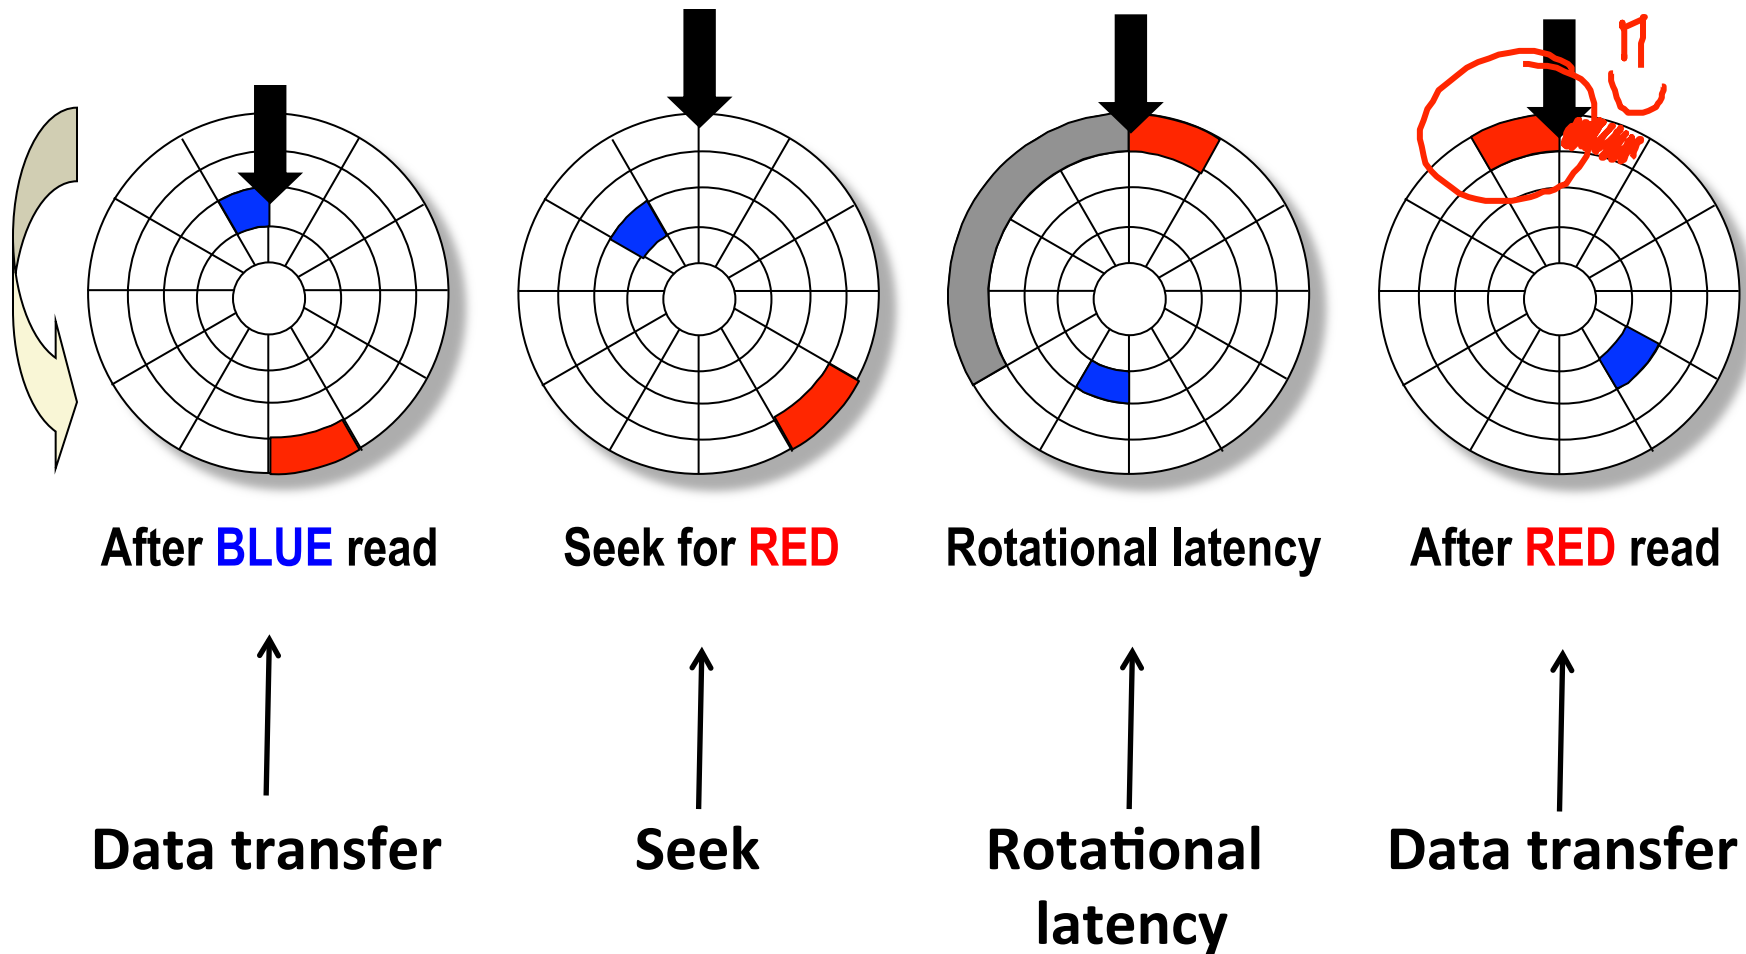 After BLUE read
Seek for RED
Rotational latency
After RED read
Data transfer
Seek
Rotational
latency
Data transfer